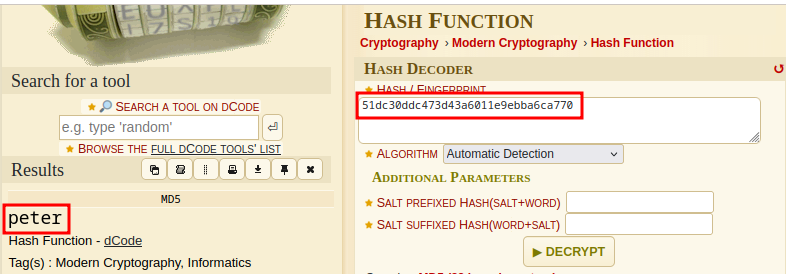 Search for a tool
SEARCH A TOOL ON DCODE
e.g. type 'random'
BROWSE THE FULL DCODE TOOLS' LIST
Results
MD5
peter
Hash Function - dCode
Tag(s) : Modern Cryptography, Informatics
HASH FUNCTION
Cryptography › Modern Cryptography › Hash Function
HASH DECODER
HASH / FINGERPRINT
51dc30ddc473d43a6011e9ebba6ca770
ALGORITHM Automatic Detection
ADDITIONAL PARAMETERS
SALT PREFIXED HASH(SALT+WORD)
SALT SUFFIXED HASH(WORD+SALT)
▶ DECRYPT